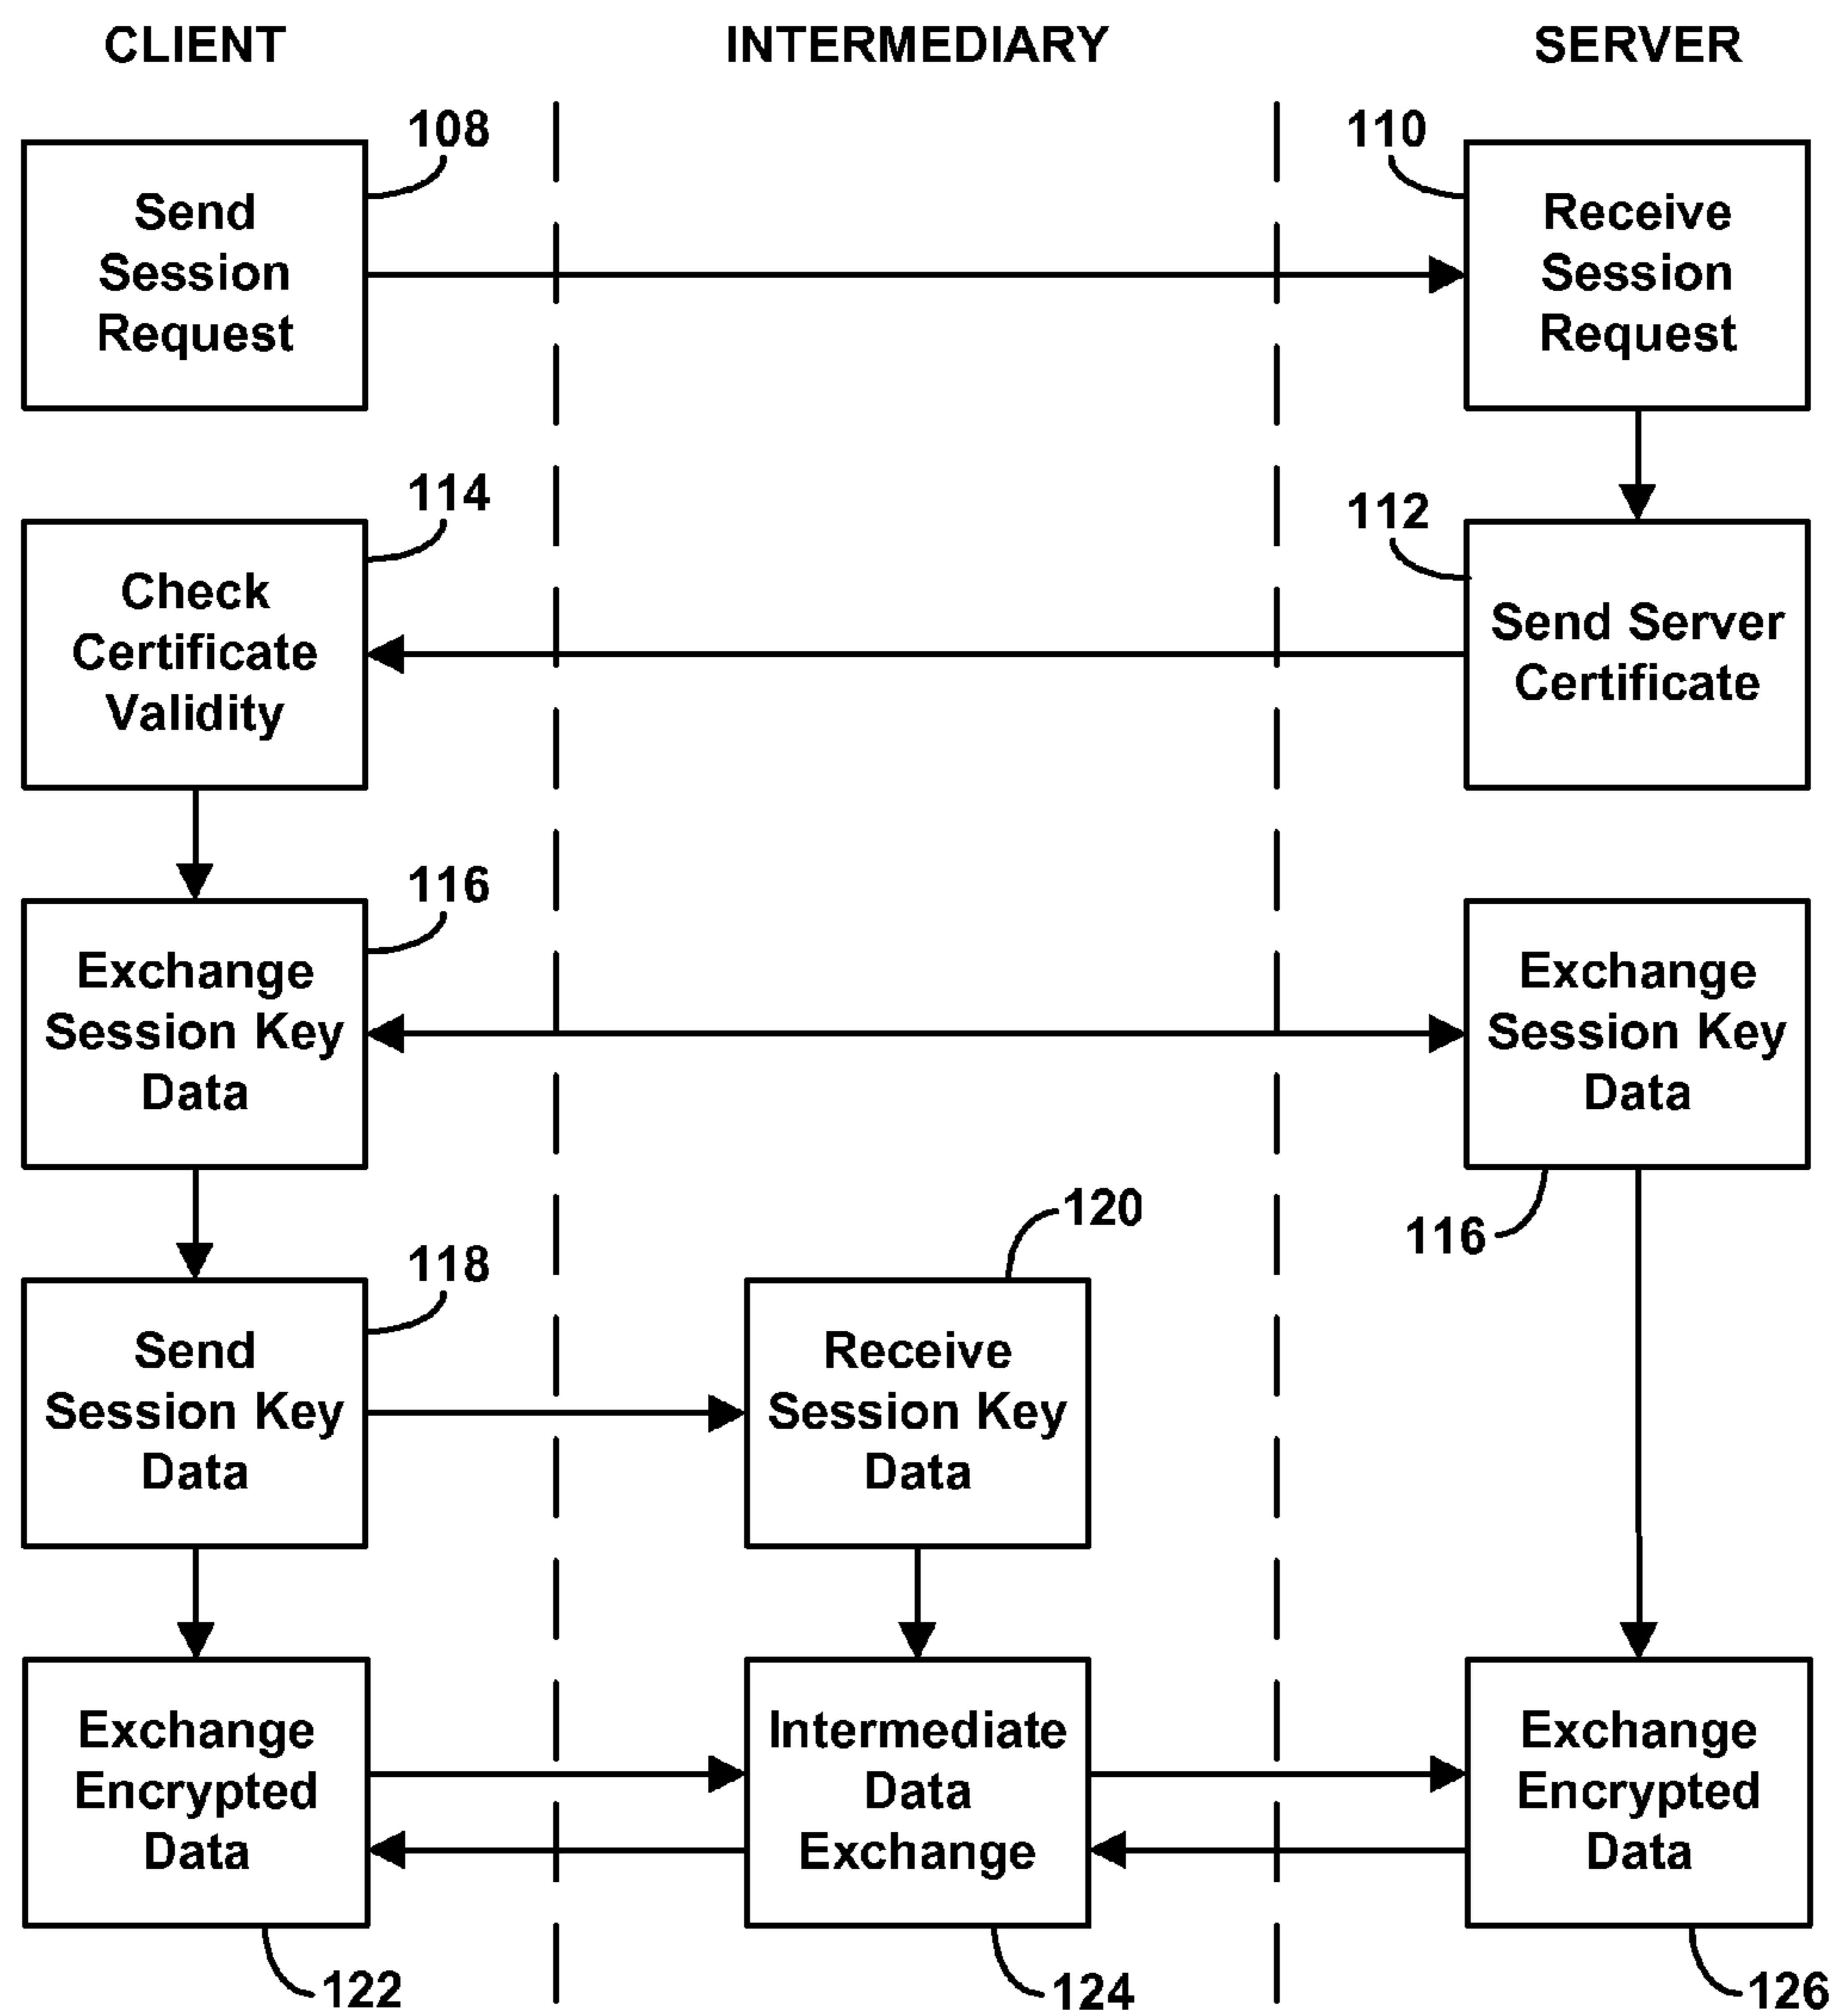 CLIENT
INTERMEDIARY
SERVER
108
110
Send
Session
Request
Receive
Session
Request
114
112
Check
Certificate
Validity
Send Server
Certificate
116
Exchange
Session Key
Data
Exchange
Session Key
Data
116
118
120
Send
Session Key
Data
Receive
Session Key
Data
Exchange
Encrypted
Data
Intermediate
Data
Exchange
Exchange
Encrypted
Data
122
124
126